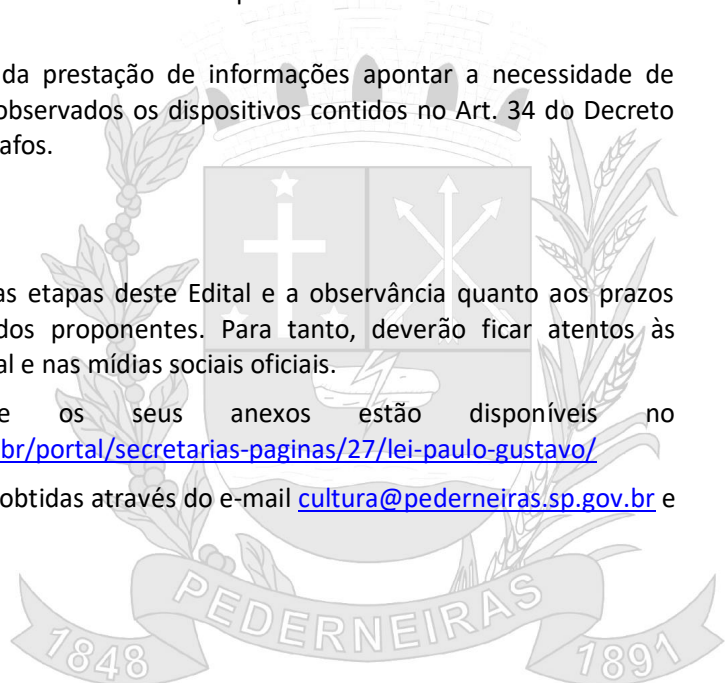 da prestação de informações apontar a necessidade de
observados os dispositivos contidos no Art. 34 do Decreto
afos.
as etapas deste Edital e a observância quanto aos prazos
dos proponentes. Para tanto, deverão ficar atentos às
al e nas mídias sociais oficiais.
e os seus anexos estão disponíveis no
br/portal/secretarias-paginas/27/lei-paulo-gustavo/
obtidas através do e-mail cultura@pederneiras.sp.gov.br e
PEDERNEIRAS
1848 1891